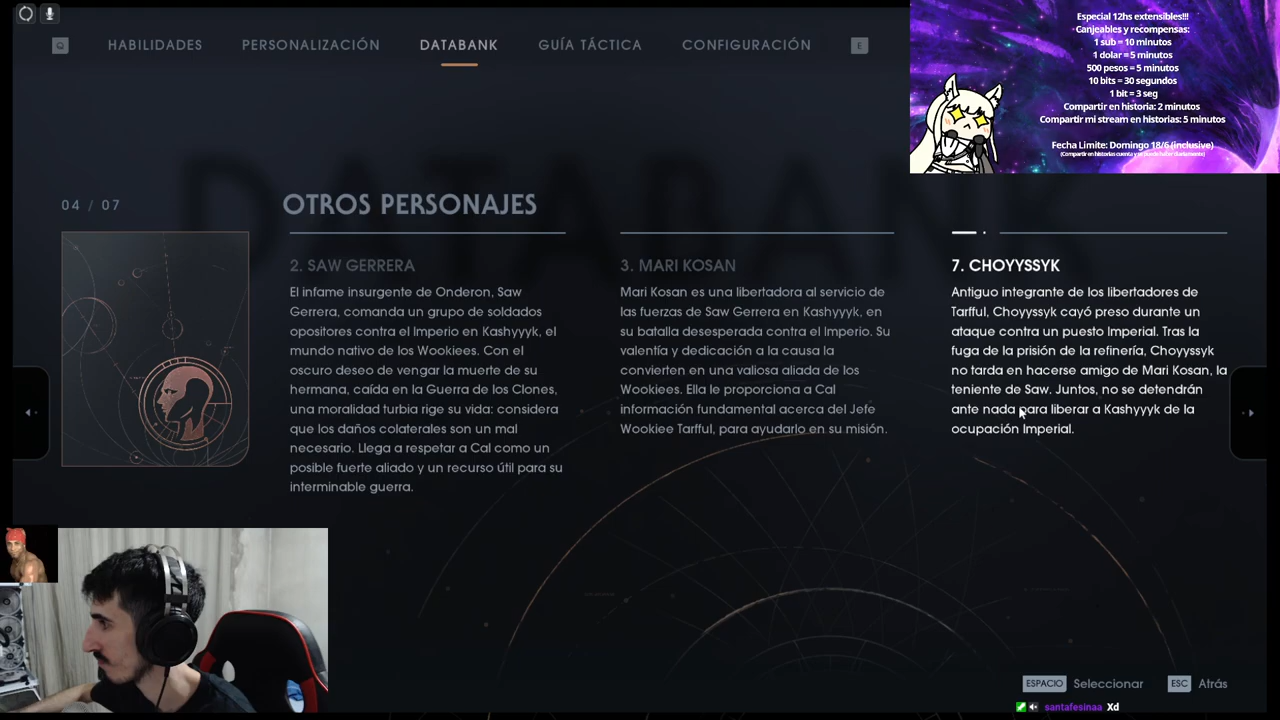 Q
HABILIDADES
PERSONALIZACIÓN
DATABANK
GUÍA TÁCTICA
CONFIGURACIÓN
E
Especial 12hs extensibles!!!
Canjeables y recompensas:
1 sub = 10 minutos
1 dolar = 5 minutos
500 pesos = 5 minutos
10 bits = 30 segundos
1 bit = 3 seg
Compartir en historia: 2 minutos
Compartir mi stream en historias: 5 minutos
Fecha Limite: Domingo 18/6 (inclusive)
DATABANK
04 / 07
OTROS PERSONAJES
2. SAW GERRERA
El infame insurgente de Onderon, Saw
Gerrera, comanda un grupo de soldados
opositores contra el Imperio en Kashyyyk, el
mundo nativo de los Wookiees. Con el
oscuro deseo de vengar la muerte de su
hermana, caída en la Guerra de los Clones,
una moralidad turbia rige su vida: considera
que los daños colaterales son un mal
necesario. Llega a respetar a Cal como un
posible fuerte aliado y un recurso útil para su
interminable guerra.
3. MARI KOSAN
Mari Kosan es una libertadora al servicio de
las fuerzas de Saw Gerrera en Kashyyyk, en
su batalla desesperada contra el Imperio. Su
valentía y dedicación a la causa la
convierten en una valiosa aliada de los
Wookiees. Ella le proporciona a Cal
información fundamental acerca del Jefe
Wookiee Tarfful, para ayudarlo en su misión.
7. CHOYYSSYK
Antiguo integrante de los libertadores de
Tarfful, Choyyssyk cayó preso durante un
ataque contra un puesto Imperial. Tras la
fuga de la prisión de la refinería, Choyyssyk
no tarda en hacerse amigo de Mari Kosan, la
teniente de Saw. Juntos, no se detendrán
ante nada para liberar a Kashyyyk de la
ocupación Imperial.
ESPACIO Seleccionar
ESC Atrás
santafesinaa Xd